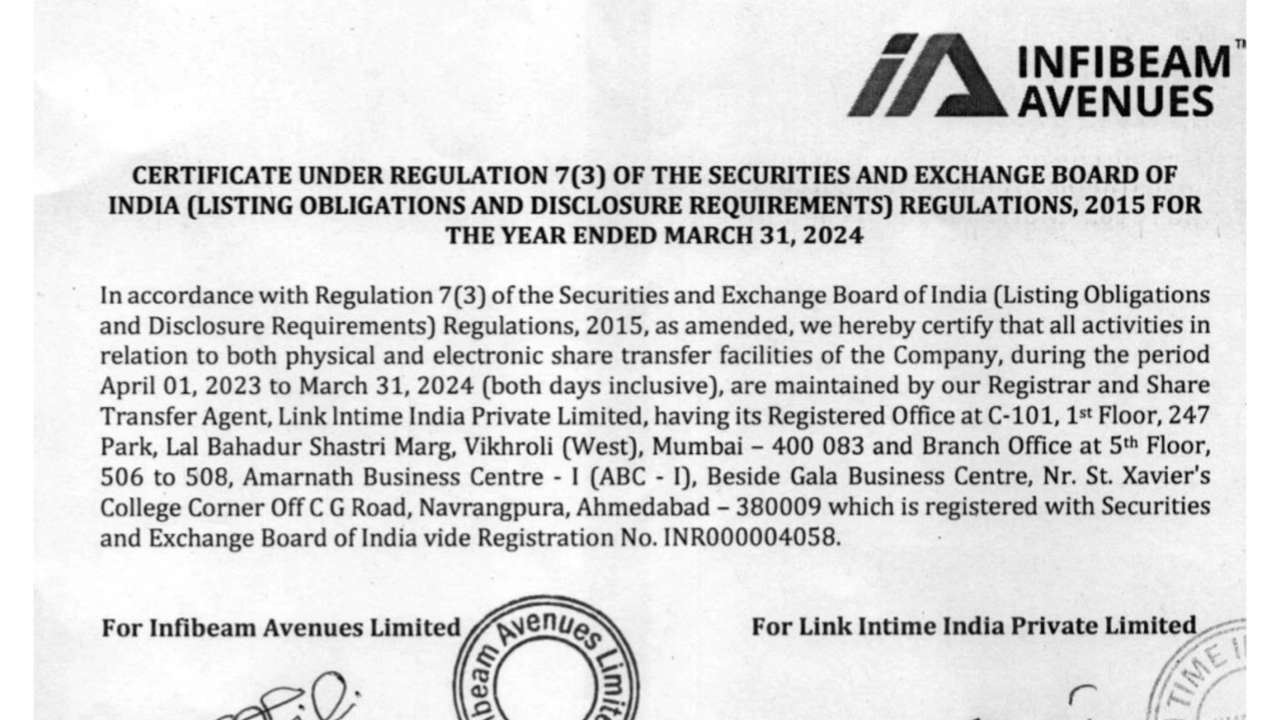 INFIBEAM™
AVENUES
CERTIFICATE UNDER REGULATION 7(3) OF THE SECURITIES AND EXCHANGE BOARD OF
INDIA (LISTING OBLIGATIONS AND DISCLOSURE REQUIREMENTS) REGULATIONS, 2015 FOR
THE YEAR ENDED MARCH 31, 2024
In accordance with Regulation 7(3) of the Securities and Exchange Board of India (Listing Obligations
and Disclosure Requirements) Regulations, 2015, as amended, we hereby certify that all activities in
relation to both physical and electronic share transfer facilities of the Company, during the period
April 01, 2023 to March 31, 2024 (both days inclusive), are maintained by our Registrar and Share
Transfer Agent, Link Intime India Private Limited, having its Registered Office at C-101, 1st Floor, 247
Park, Lal Bahadur Shastri Marg, Vikhroli (West), Mumbai – 400 083 and Branch Office at 5th Floor,
506 to 508, Amarnath Business Centre - I (ABC - I), Beside Gala Business Centre, Nr. St. Xavier's
College Corner Off C G Road, Navrangpura, Ahmedabad – 380009 which is registered with Securities
and Exchange Board of India vide Registration No. INR000004058.
For Infibeam Avenues Limited
For Link Intime India Private Limited
beam Avenues Limite
TIME I